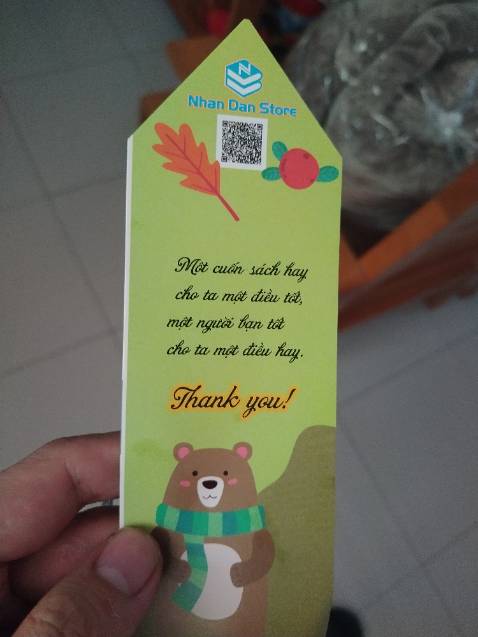 N
Nhan Dan Store
Một cuốn sách hay
cho ta một điều tốt,
một người bạn tốt
cho ta một điều hay.
Thank you!